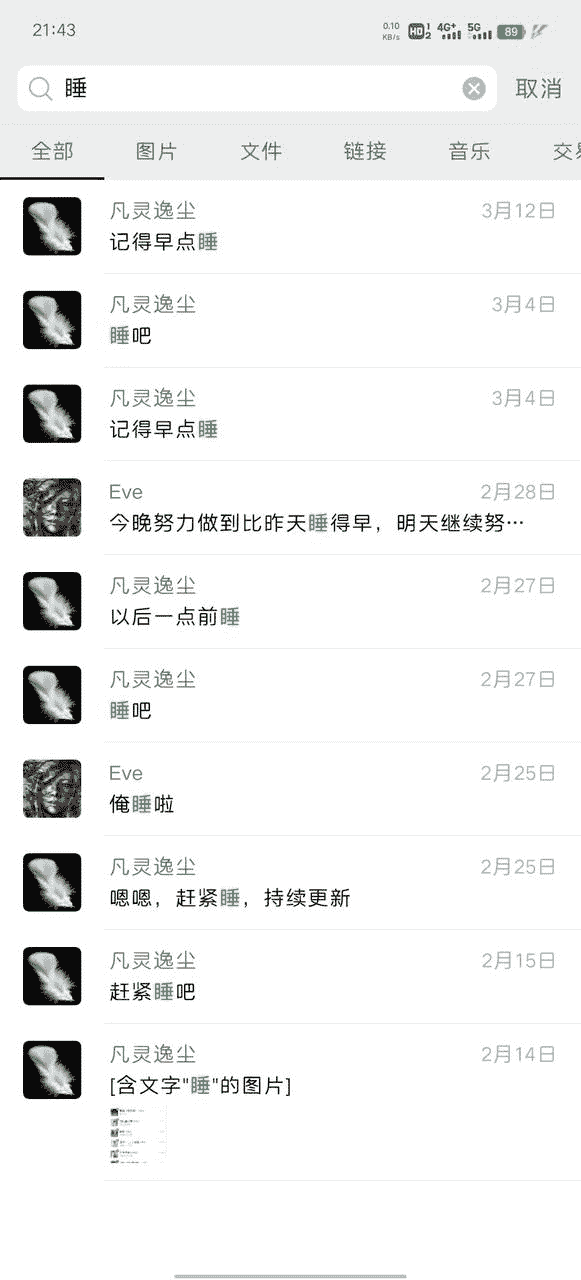 21:43
0.10 KB/s HD 1 2 4G+ 5G 89
睡
取消
全部 图片 文件 链接 音乐
凡灵逸尘 3月12日
记得早点睡
凡灵逸尘 3月4日
睡吧
凡灵逸尘 3月4日
记得早点睡
Eve 2月28日
今晚努力做到比昨天睡得早，明天继续努…
凡灵逸尘 2月27日
以后一点前睡
凡灵逸尘 2月27日
睡吧
Eve 2月25日
俺睡啦
凡灵逸尘 2月25日
嗯嗯，赶紧睡，持续更新
凡灵逸尘 2月15日
赶紧睡吧
凡灵逸尘 2月14日
[含文字"睡"的图片]